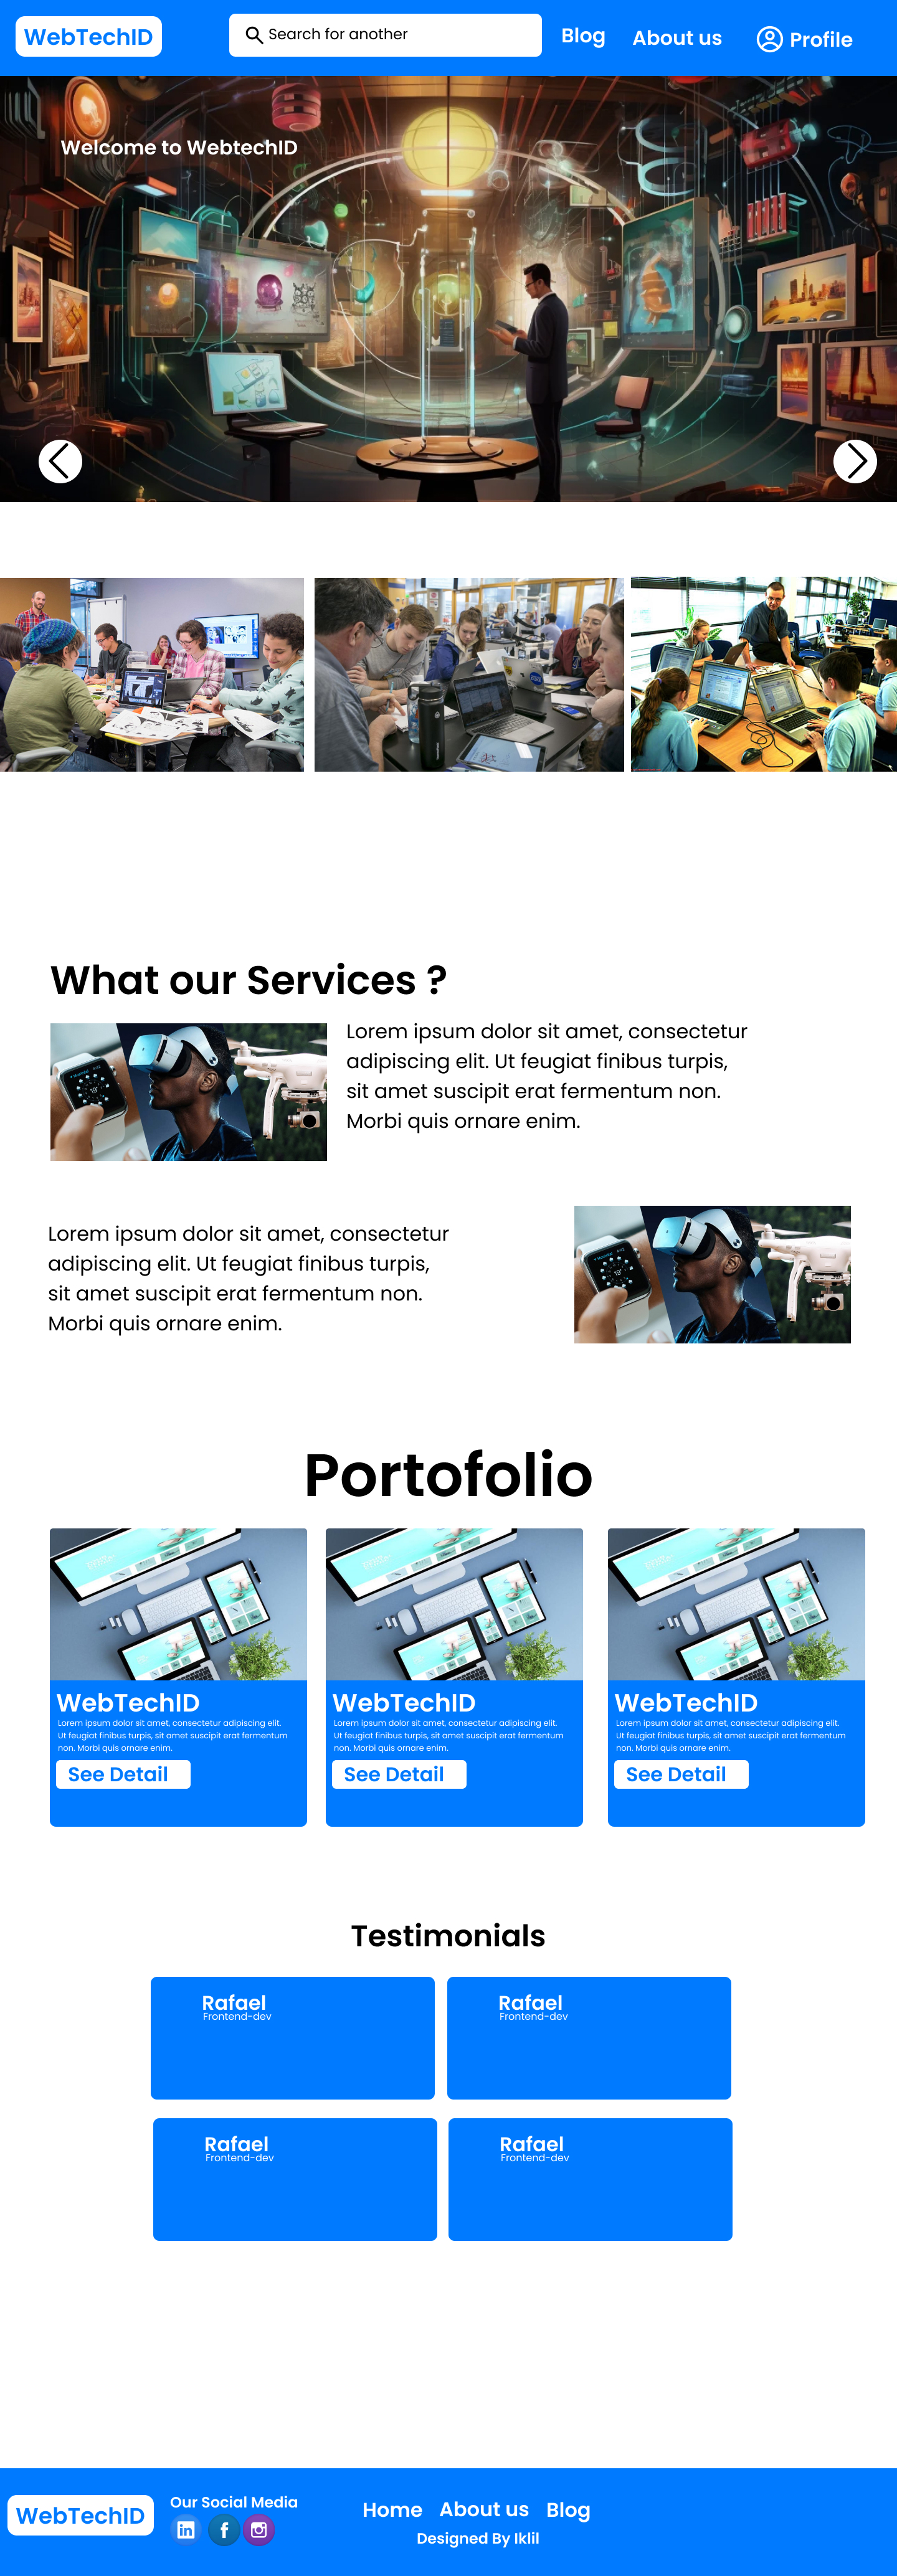 WebTechID
Search for another
Blog
About us
Profile
Welcome to WebtechID
What our Services ?
Lorem ipsum dolor sit amet, consectetur
adipiscing elit. Ut feugiat finibus turpis,
sit amet suscipit erat fermentum non.
Morbi quis ornare enim.
Lorem ipsum dolor sit amet, consectetur
adipiscing elit. Ut feugiat finibus turpis,
sit amet suscipit erat fermentum non.
Morbi quis ornare enim.
Portofolio
WebTechID
Lorem ipsum dolor sit amet, consectetur adipiscing elit.
Ut feugiat finibus turpis, sit amet suscipit erat fermentum
non. Morbi quis ornare enim.
See Detail
WebTechID
Lorem ipsum dolor sit amet, consectetur adipiscing elit.
Ut feugiat finibus turpis, sit amet suscipit erat fermentum
non. Morbi quis ornare enim.
See Detail
WebTechID
Lorem ipsum dolor sit amet, consectetur adipiscing elit.
Ut feugiat finibus turpis, sit amet suscipit erat fermentum
non. Morbi quis ornare enim.
See Detail
Testimonials
Rafael
Frontend-dev
Rafael
Frontend-dev
Rafael
Frontend-dev
Rafael
Frontend-dev
WebTechID
Our Social Media
in
f
Home
About us
Blog
Designed By Iklil